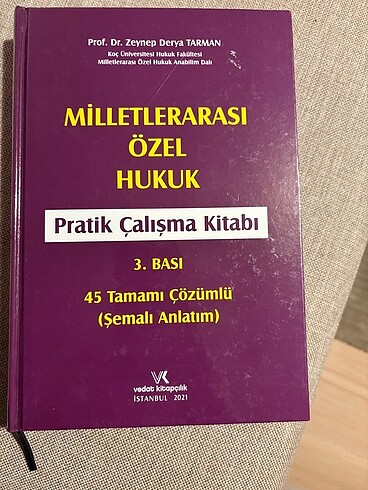 Prof. Dr. Zeynep Derya TARMAN
Koç Üniversitesi Hukuk Fakültesi
Milletlerarası Özel Hukuk Anabilim Dalı
MİLLETLERARASI
ÖZEL
HUKUK
Pratik Çalışma Kitabı
3. BASI
45 Tamamı Çözümlü
(Şemalı Anlatım)
VK
vedat kitapçılık
İSTANBUL 2021